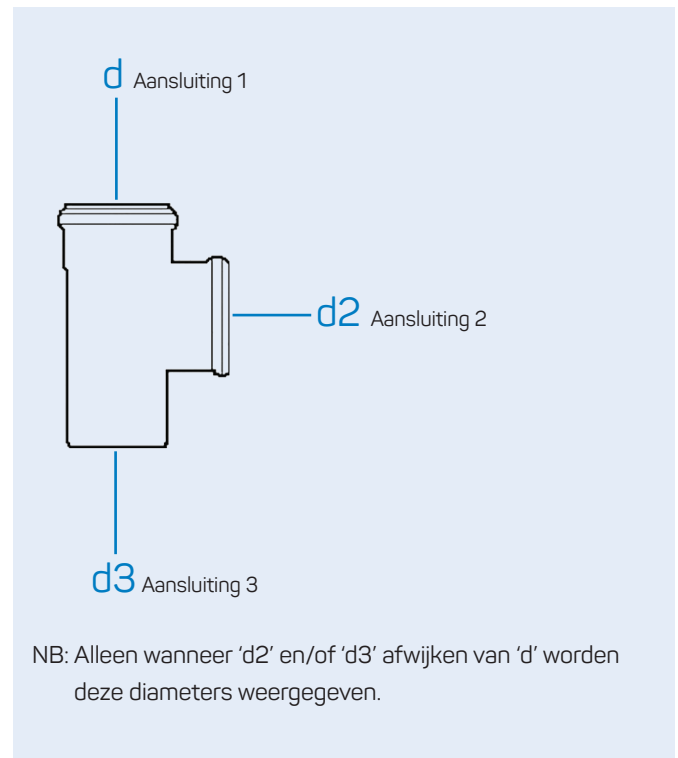 d Aansluiting 1
d2 Aansluiting 2
d3 Aansluiting 3
NB: Alleen wanneer ‘d2’ en/of ‘d3’ afwijken van ‘d’ worden
deze diameters weergegeven.